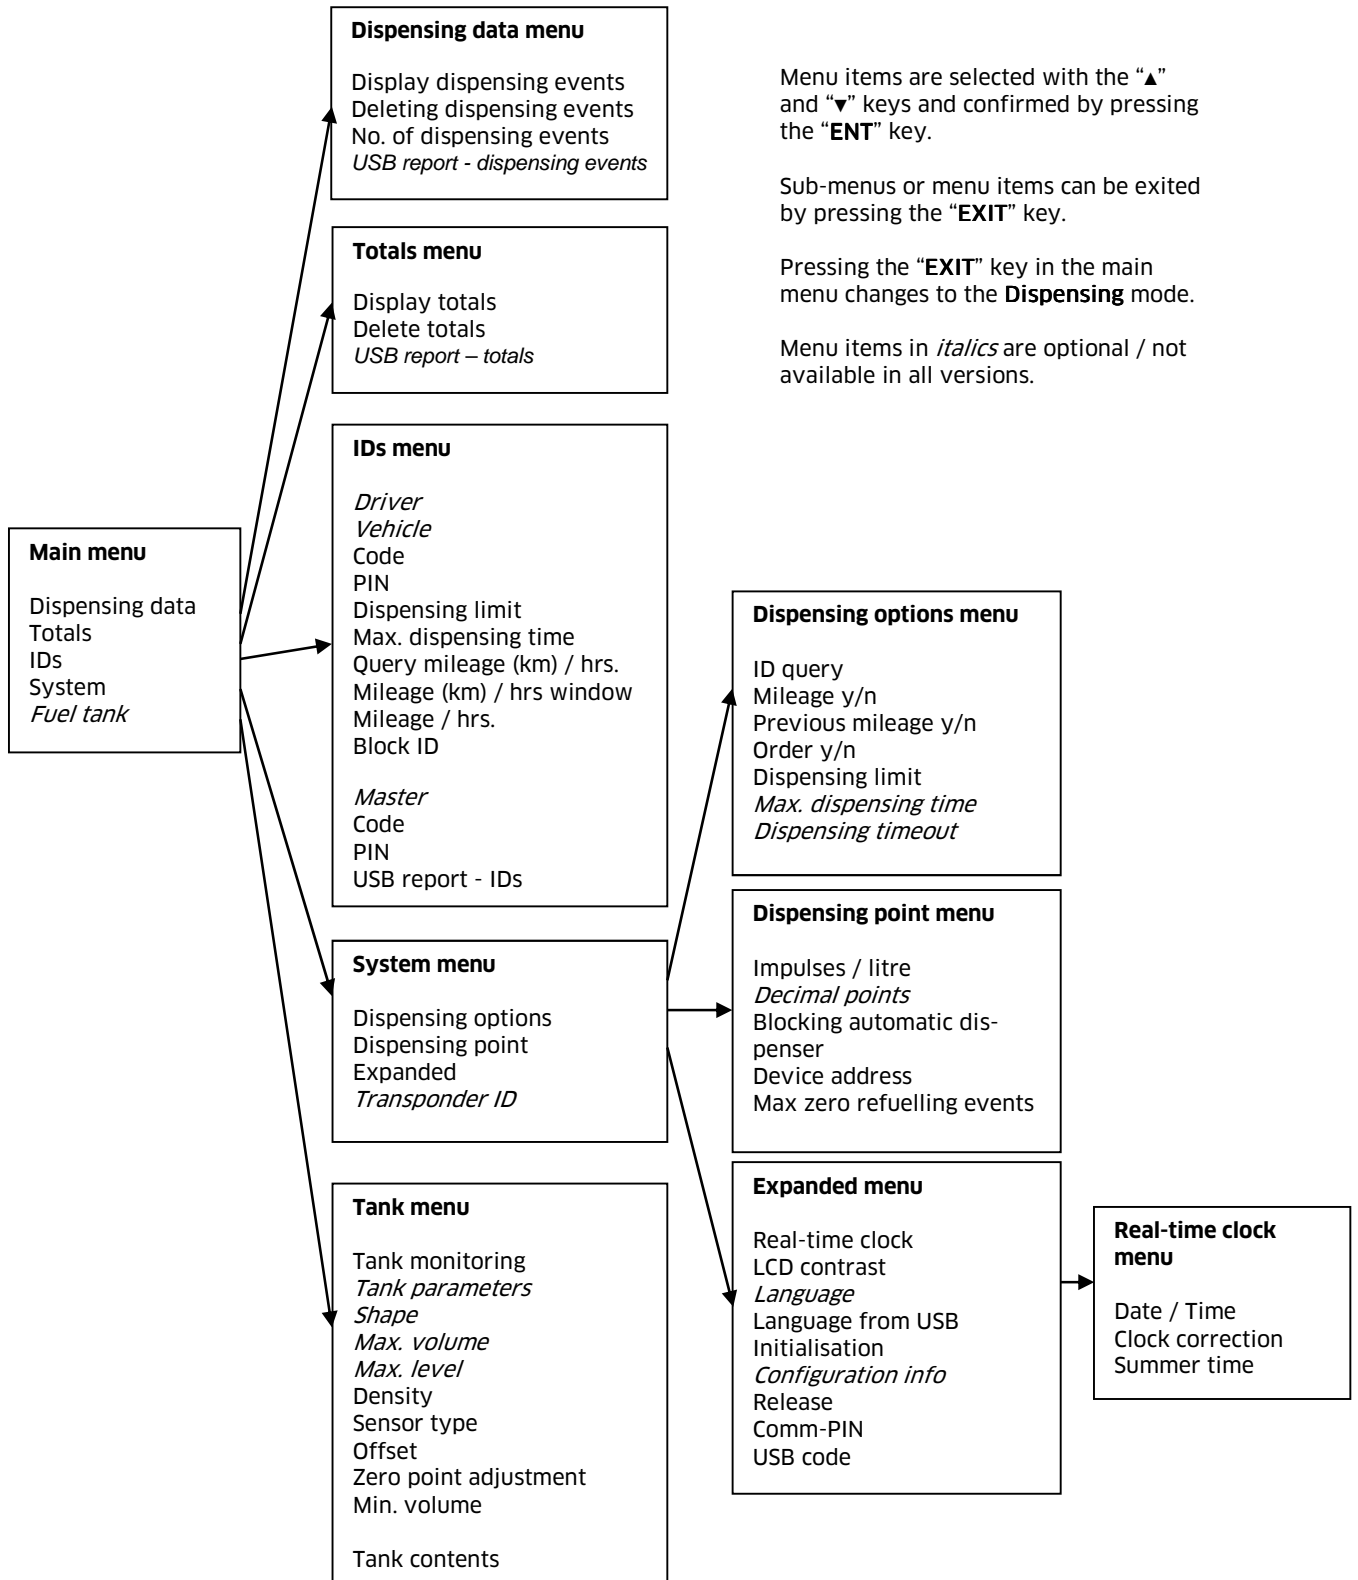 Dispensing data menu
Display dispensing events
Deleting dispensing events
No. of dispensing events
USB report - dispensing events
Menu items are selected with the “▲”
and “▼” keys and confirmed by pressing
the “ENT” key.
Sub-menus or menu items can be exited
by pressing the “EXIT” key.
Pressing the “EXIT” key in the main
menu changes to the Dispensing mode.
Menu items in italics are optional / not
available in all versions.
Totals menu
Display totals
Delete totals
USB report – totals
IDs menu
Driver
Vehicle
Code
PIN
Dispensing limit
Max. dispensing time
Query mileage (km) / hrs.
Mileage (km) / hrs window
Mileage / hrs.
Block ID
Master
Code
PIN
USB report - IDs
Main menu
Dispensing data
Totals
IDs
System
Fuel tank
Dispensing options menu
ID query
Mileage y/n
Previous mileage y/n
Order y/n
Dispensing limit
Max. dispensing time
Dispensing timeout
System menu
Dispensing options
Dispensing point
Expanded
Transponder ID
Dispensing point menu
Impulses / litre
Decimal points
Blocking automatic dis-
penser
Device address
Max zero refuelling events
Tank menu
Tank monitoring
Tank parameters
Shape
Max. volume
Max. level
Density
Sensor type
Offset
Zero point adjustment
Min. volume
Tank contents
Expanded menu
Real-time clock
LCD contrast
Language
Language from USB
Initialisation
Configuration info
Release
Comm-PIN
USB code
Real-time clock
menu
Date / Time
Clock correction
Summer time